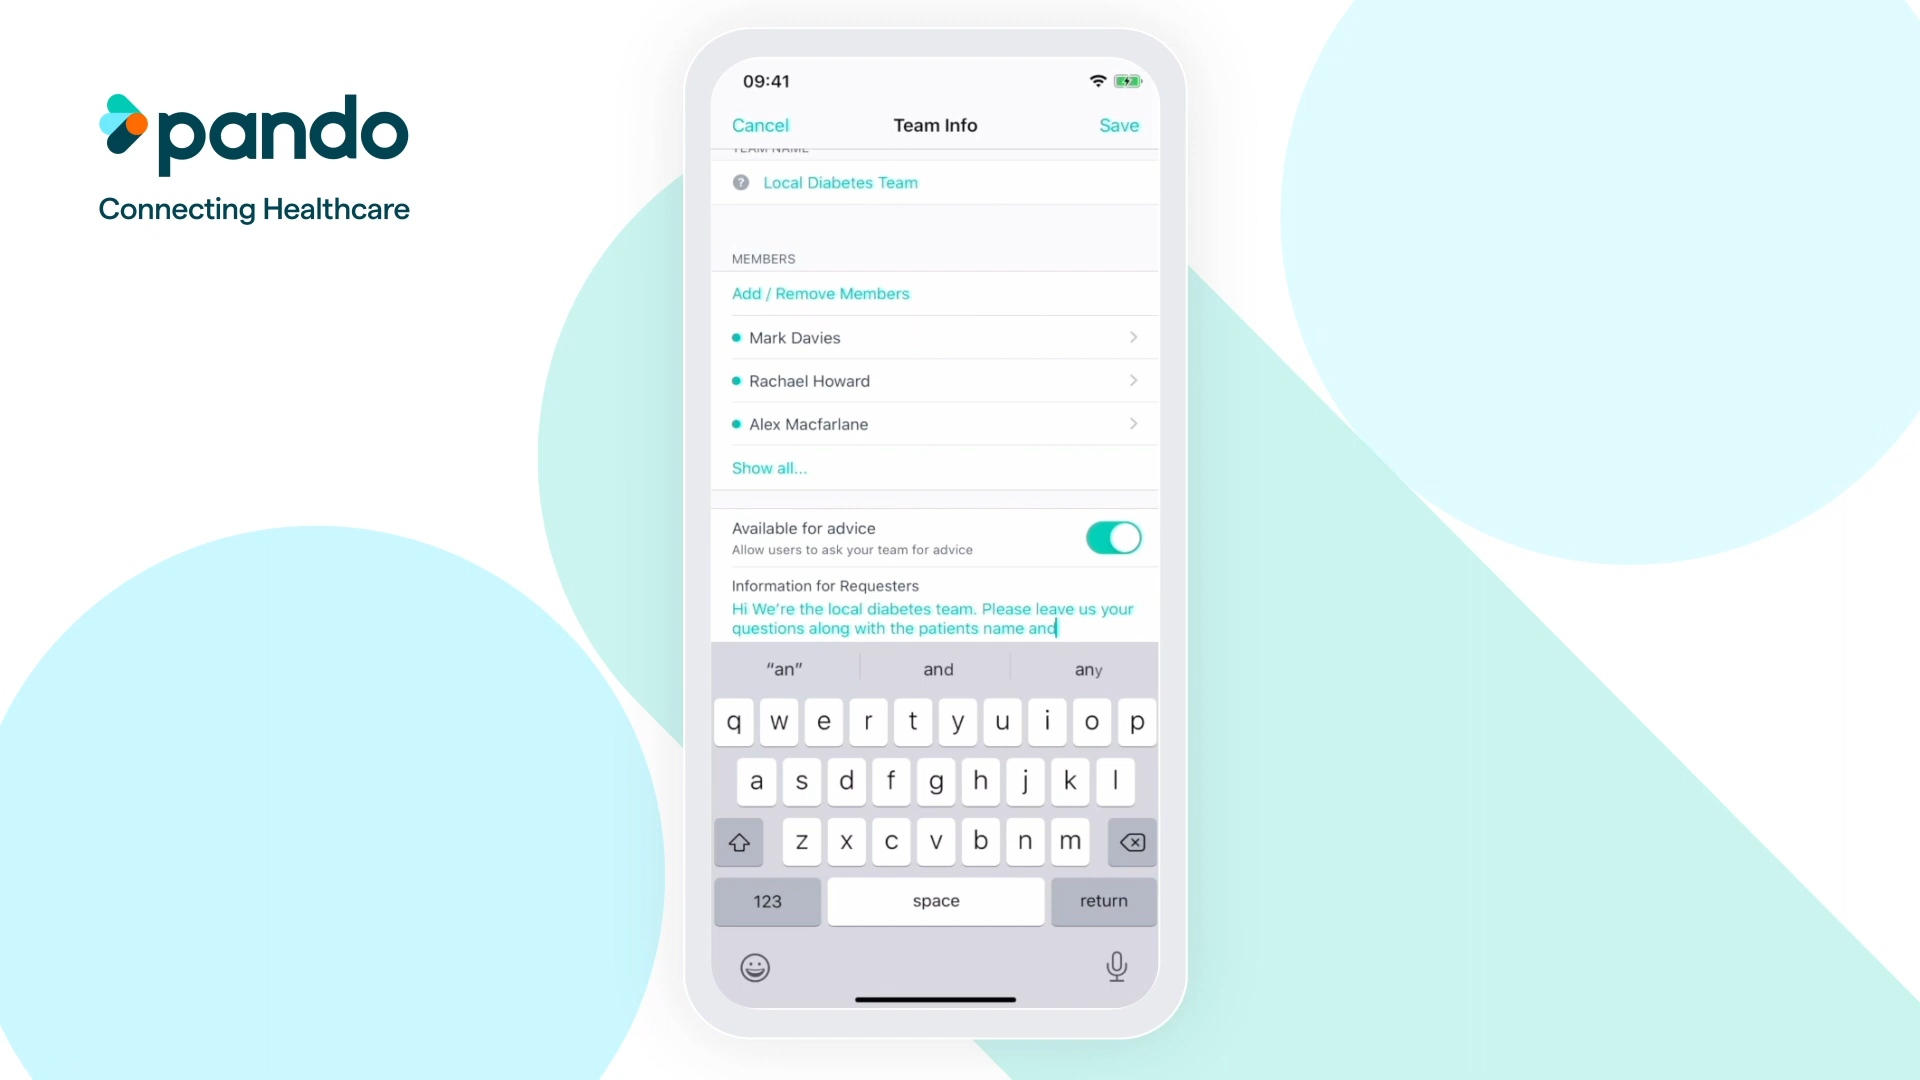 pando
Connecting Healthcare
09:41
Cancel
Team Info
Save
TEAM NAME
? Local Diabetes Team
MEMBERS
Add / Remove Members
Mark Davies
Rachael Howard
Alex Macfarlane
Show all...
Available for advice
Allow users to ask your team for advice
Information for Requesters
Hi We're the local diabetes team. Please leave us your
questions along with the patients name and
“an” and any
q w e r t y u i o p
a s d f g h j k l
z x c v b n m
123 space return